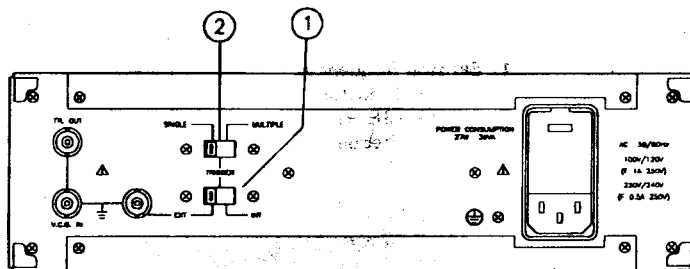 2 1
TTL OUT
SINGLE MULTIPLE
TRIGGER
EXT INT
V.C.G. IN
POWER CONSUMPTION
27W 36VA
AC 50/60Hz
100V/120V
(F 1A 250V)
230V/240V
(F 0.5A 250V)